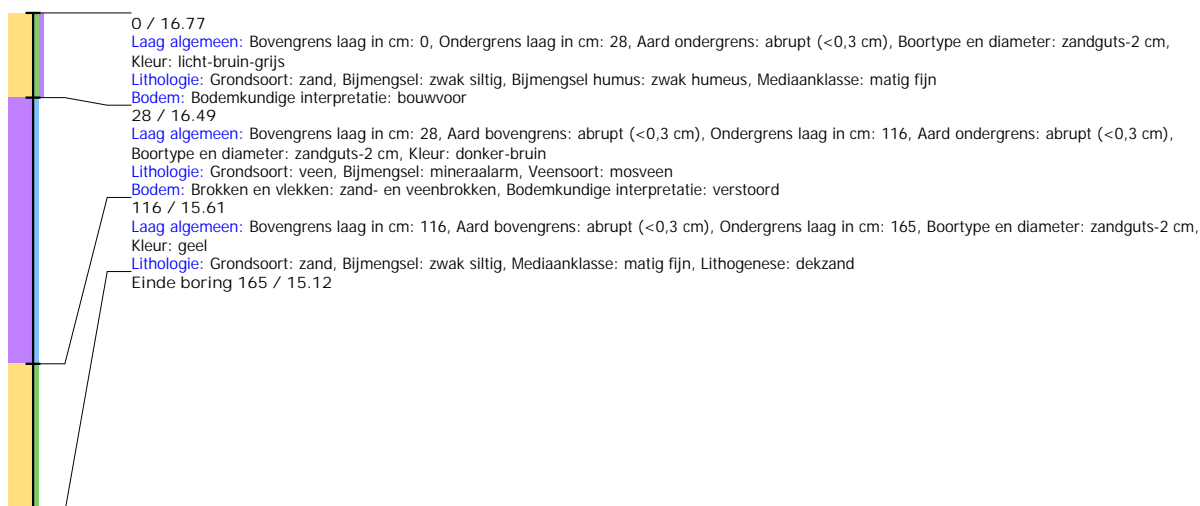 0 / 16.77
Laag algemeen: Bovengrens laag in cm: 0, Ondergrens laag in cm: 28, Aard ondergrens: abrupt (<0,3 cm), Boortype en diameter: zandguts-2 cm,
Kleur: licht-bruin-grijs
Lithologie: Grondsoort: zand, Bijmengsel: zwak siltig, Bijmengsel humus: zwak humeus, Mediaanklasse: matig fijn
Bodem: Bodemkundige interpretatie: bouwvoor
28 / 16.49
Laag algemeen: Bovengrens laag in cm: 28, Aard bovengrens: abrupt (<0,3 cm), Ondergrens laag in cm: 116, Aard ondergrens: abrupt (<0,3 cm),
Boortype en diameter: zandguts-2 cm, Kleur: donker-bruin
Lithologie: Grondsoort: veen, Bijmengsel: mineraalarm, Veensoort: mosveen
Bodem: Brokken en vlekken: zand- en veenbrokken, Bodemkundige interpretatie: verstoord
116 / 15.61
Laag algemeen: Bovengrens laag in cm: 116, Aard bovengrens: abrupt (<0,3 cm), Ondergrens laag in cm: 165, Boortype en diameter: zandguts-2 cm,
Kleur: geel
Lithologie: Grondsoort: zand, Bijmengsel: zwak siltig, Mediaanklasse: matig fijn, Lithogenese: dekzand
Einde boring 165 / 15.12